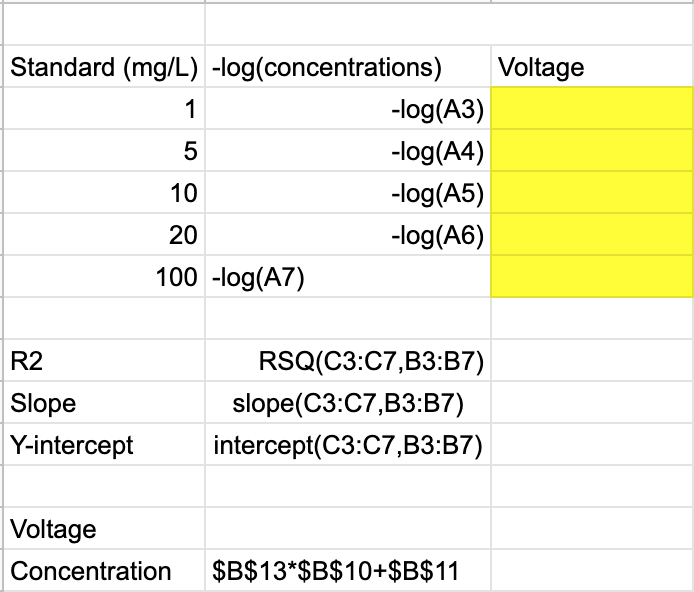 Standard (mg/L) -log(concentrations) Voltage
1 -log(A3)
5 -log(A4)
10 -log(A5)
20 -log(A6)
100 -log(A7)
R2 RSQ(C3:C7,B3:B7)
Slope slope(C3:C7,B3:B7)
Y-intercept intercept(C3:C7,B3:B7)
Voltage
Concentration $B$13*$B$10+$B$11